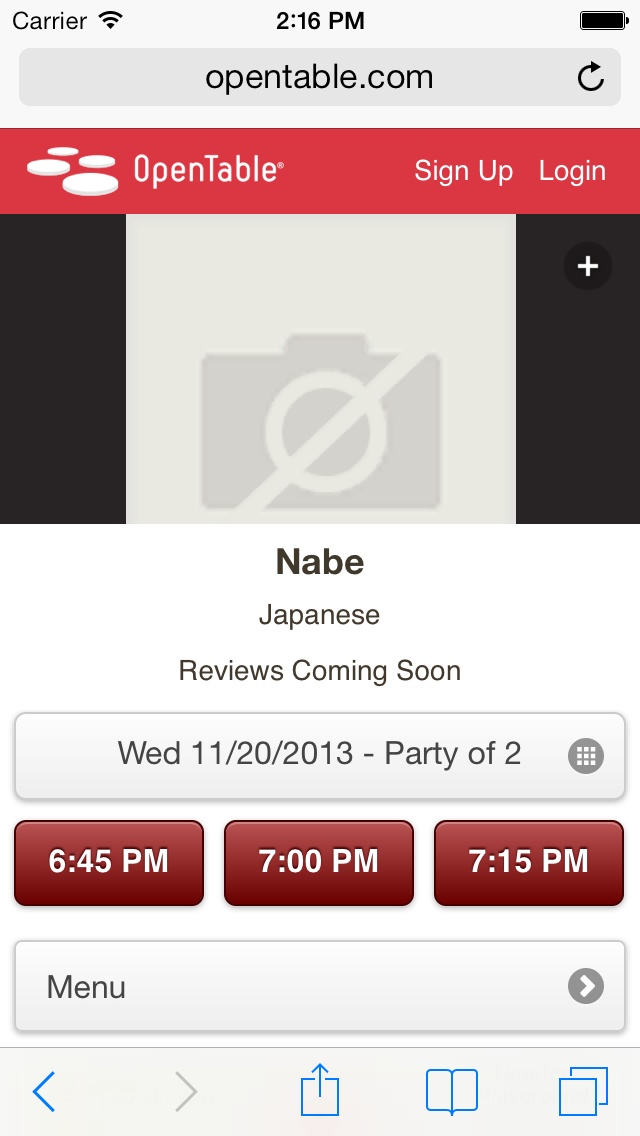 Carrier 2:16 PM
opentable.com
OpenTable® Sign Up Login
Nabe
Japanese
Reviews Coming Soon
Wed 11/20/2013 - Party of 2
6:45 PM 7:00 PM 7:15 PM
Menu